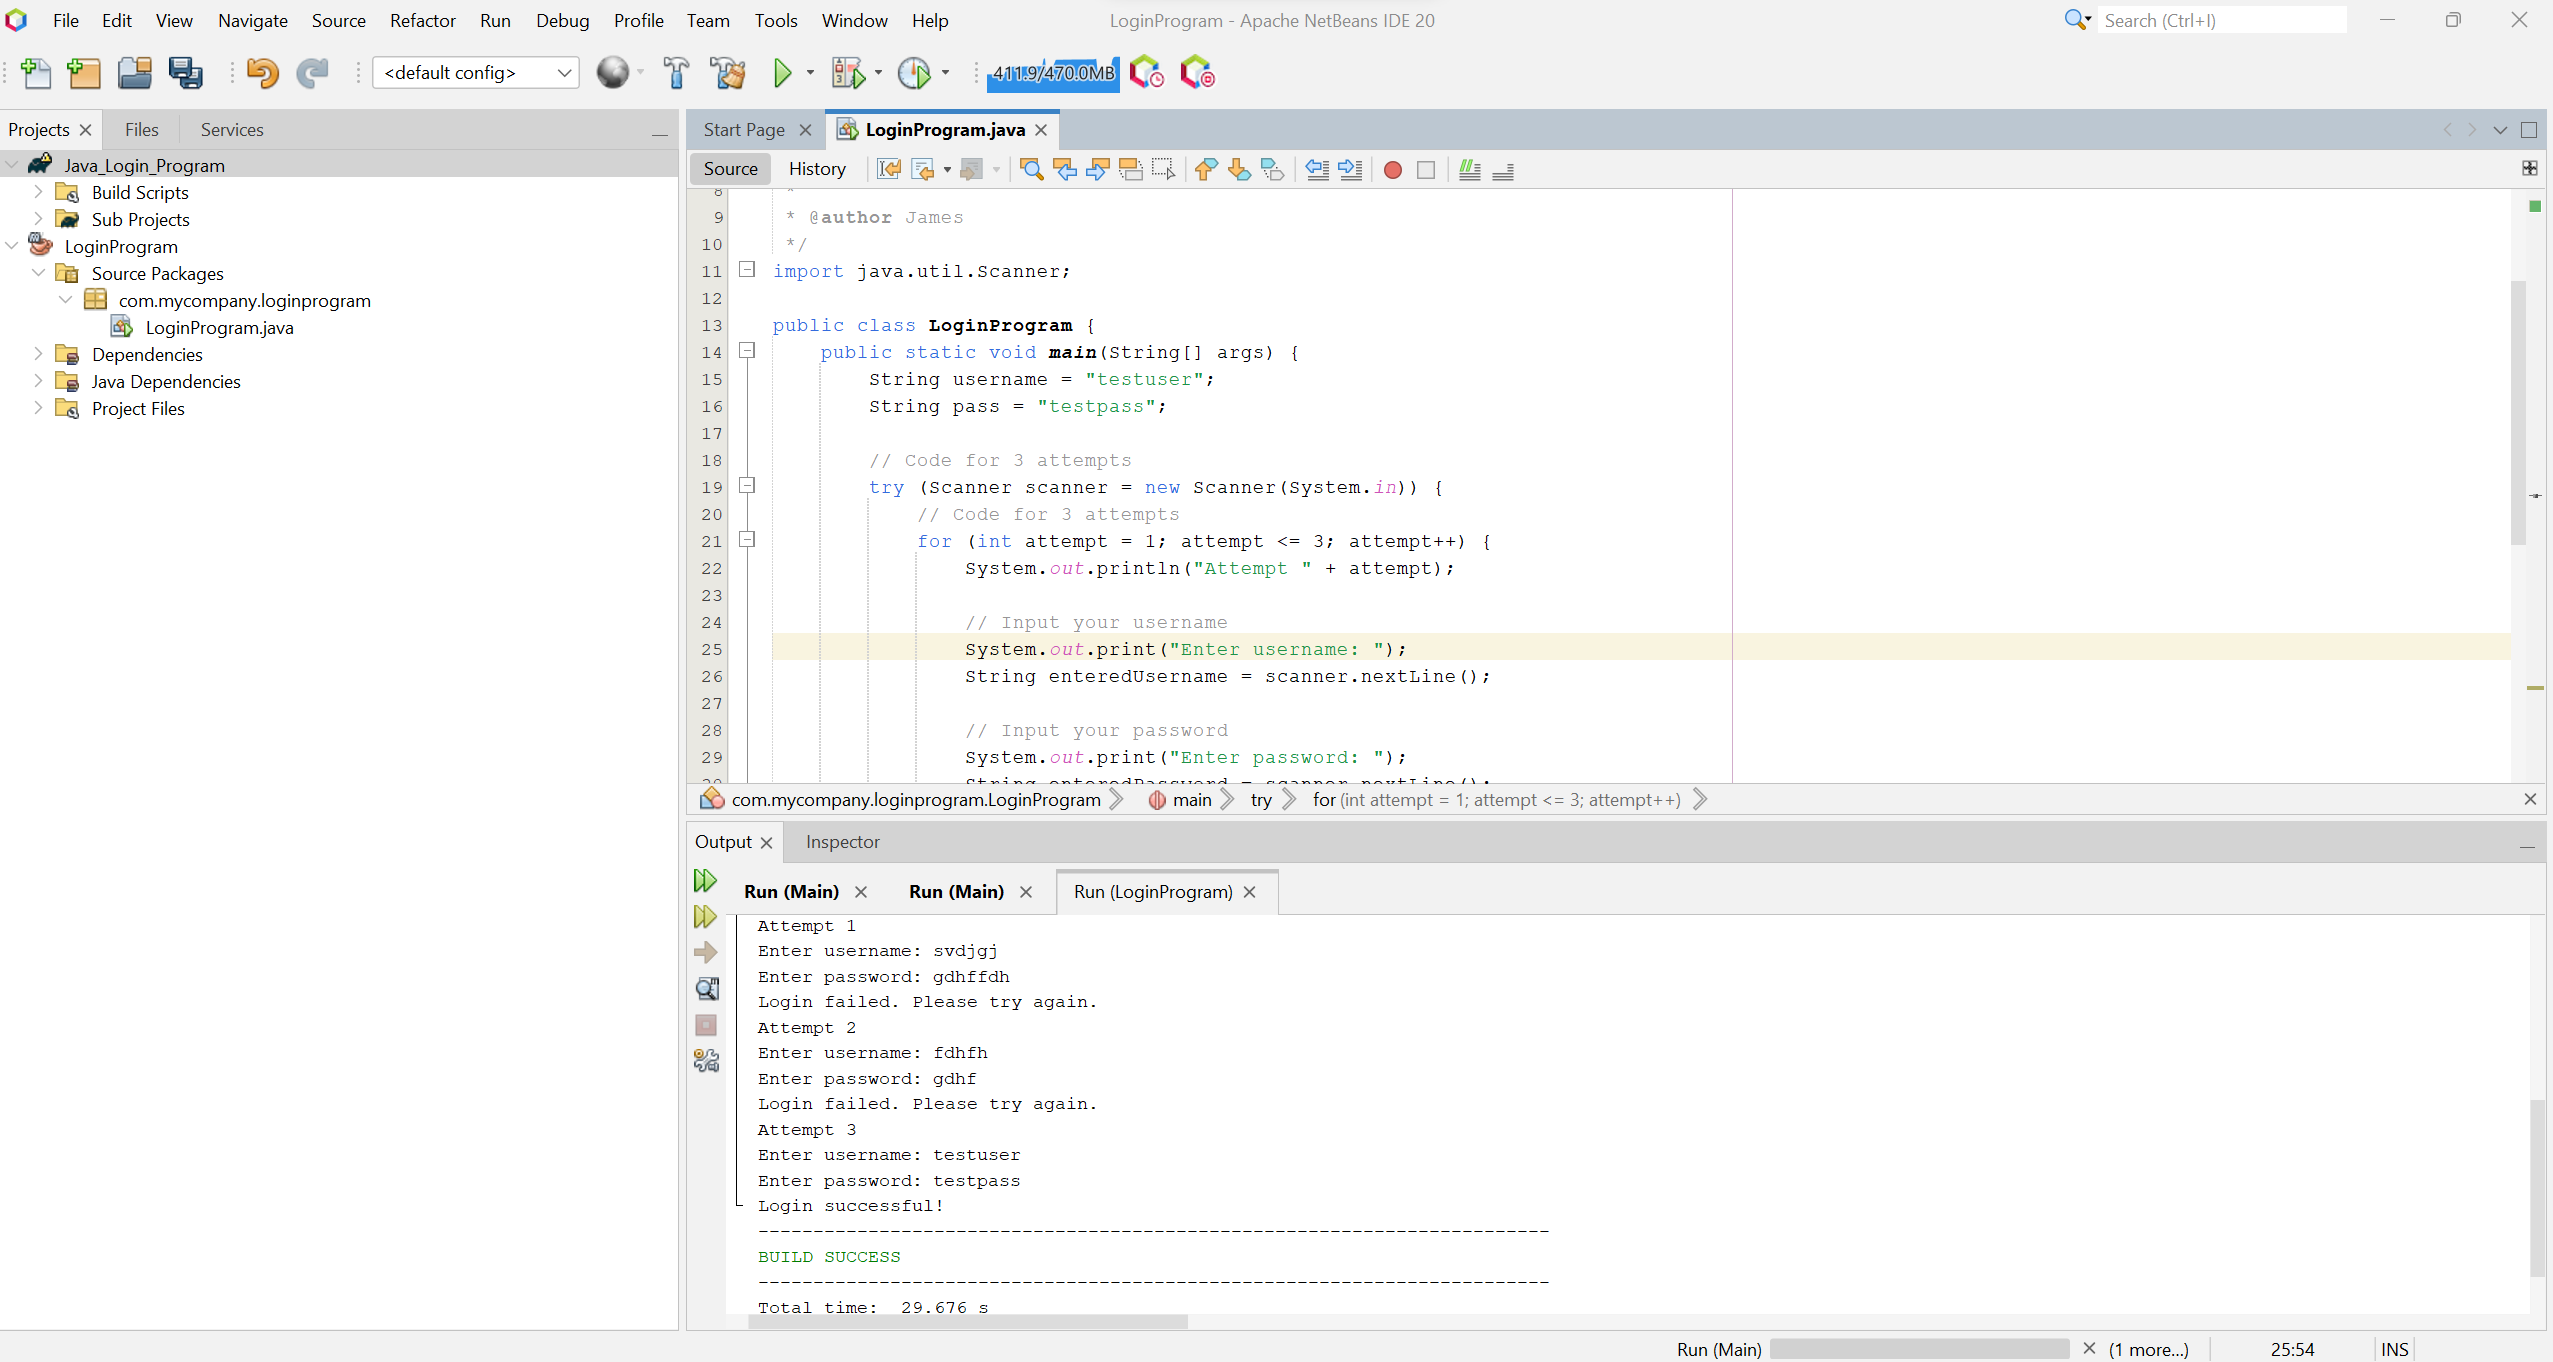 File Edit View Navigate Source Refactor Run Debug Profile Team Tools Window Help LoginProgram - Apache NetBeans IDE 20 Search (Ctrl+I)
<default config> 411.9/470.0MB
Projects Files Services
Java_Login_Program
Build Scripts
Sub Projects
LoginProgram
Source Packages
com.mycompany.loginprogram
LoginProgram.java
Dependencies
Java Dependencies
Project Files
Start Page LoginProgram.java
Source History
8 *
9 * @author James
10 */
11 import java.util.Scanner;
12
13 public class LoginProgram {
14 public static void main(String[] args) {
15 String username = "testuser";
16 String pass = "testpass";
17
18 // Code for 3 attempts
19 try (Scanner scanner = new Scanner(System.in)) {
20 // Code for 3 attempts
21 for (int attempt = 1; attempt <= 3; attempt++) {
22 System.out.println("Attempt " + attempt);
23
24 // Input your username
25 System.out.print("Enter username: ");
26 String enteredUsername = scanner.nextLine();
27
28 // Input your password
29 System.out.print("Enter password: ");
30 String enteredPassword = scanner.nextLine();
com.mycompany.loginprogram.LoginProgram main try for (int attempt = 1; attempt <= 3; attempt++)
Output Inspector
Run (Main) Run (Main) Run (LoginProgram)
Attempt 1
Enter username: svdjgj
Enter password: gdhffdh
Login failed. Please try again.
Attempt 2
Enter username: fdhfh
Enter password: gdhf
Login failed. Please try again.
Attempt 3
Enter username: testuser
Enter password: testpass
Login successful!
------------------------------------------------------------------------
BUILD SUCCESS
------------------------------------------------------------------------
Total time: 29.676 s
Run (Main) (1 more...) 25:54 INS